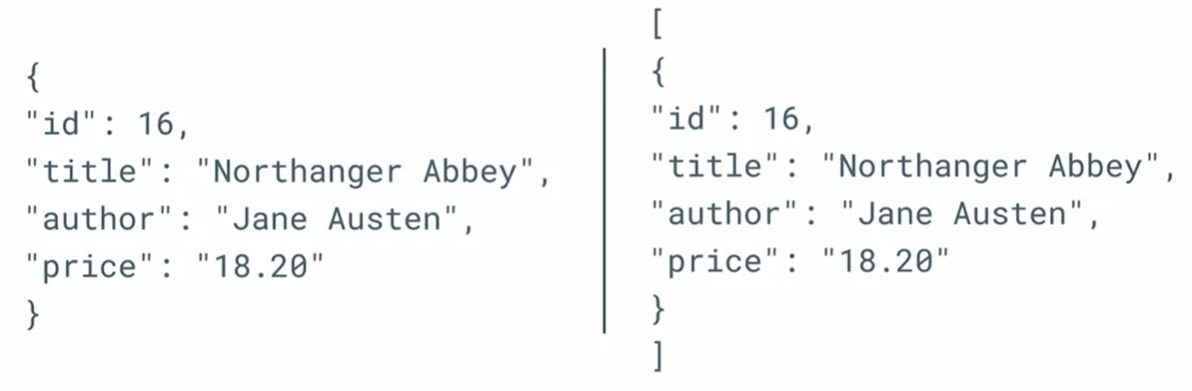 {
"id": 16,
"title": "Northanger Abbey",
"author": "Jane Austen",
"price": "18.20"
}
[
{
"id": 16,
"title": "Northanger Abbey",
"author": "Jane Austen",
"price": "18.20"
}
]